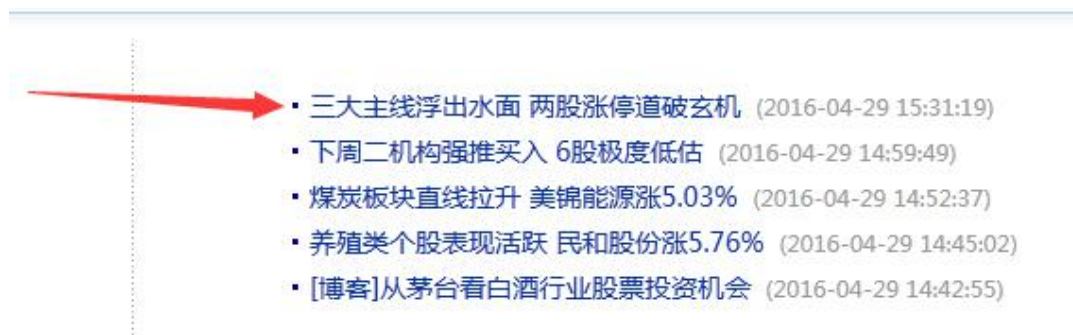 三大主线浮出水面 两股涨停道破玄机 (2016-04-29 15:31:19)
下周二机构强推买入 6股极度低估 (2016-04-29 14:59:49)
煤炭板块直线拉升 美锦能源涨5.03% (2016-04-29 14:52:37)
养殖类个股表现活跃 民和股份涨5.76% (2016-04-29 14:45:02)
[博客]从茅台看白酒行业股票投资机会 (2016-04-29 14:42:55)